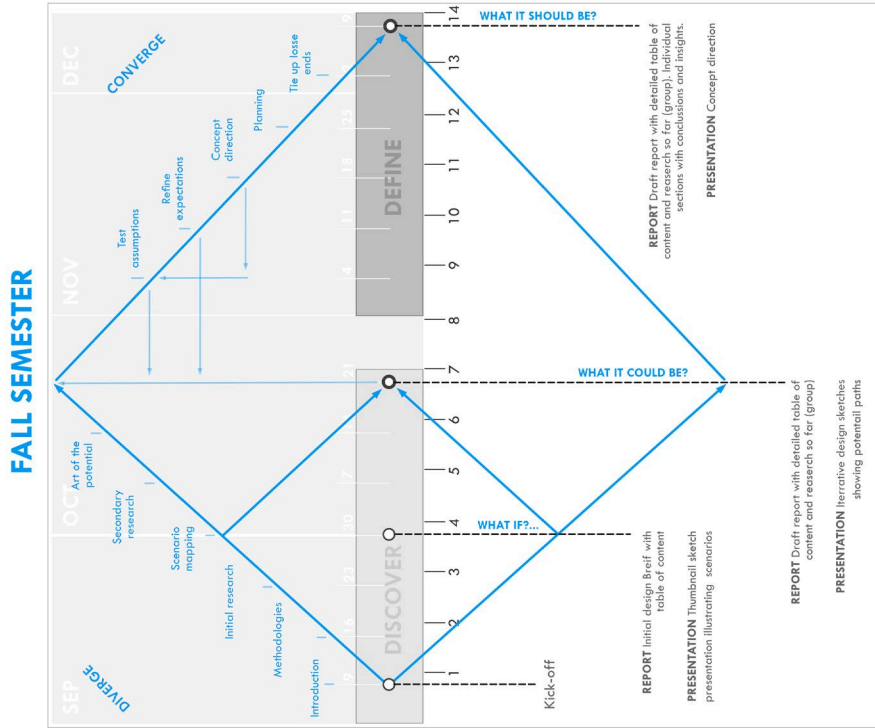 FALL SEMESTER
SEP
OCT
NOV
DEC
DIVERGE
CONVERGE
Introduction
Methodologies
Initial research
Scenario
mapping
Secondary
research
Art of the
potential
Test
assumptions
Refine
expectations
Concept
direction
Planning
Tie up losse
ends
9
16
23
30
7
21
4
11
18
25
9
DISCOVER
DEFINE
1
2
3
4
5
6
7
8
9
10
11
12
13
14
Kick-off
WHAT IF?...
WHAT IT COULD BE?
WHAT IT SHOULD BE?
REPORT Initial design Breif with
table of content
PRESENTATION Thumbnail sketch
presentation illustrating scenarios
REPORT Draft report with detailed table of
content and reaserch so far (group)
PRESENTATION Iterrative design sketches
showing potentail paths
REPORT Draft report with detailed table of
content and reaserch so far (group). Individual
sections with conclussions and insights.
PRESENTATION Concept direction